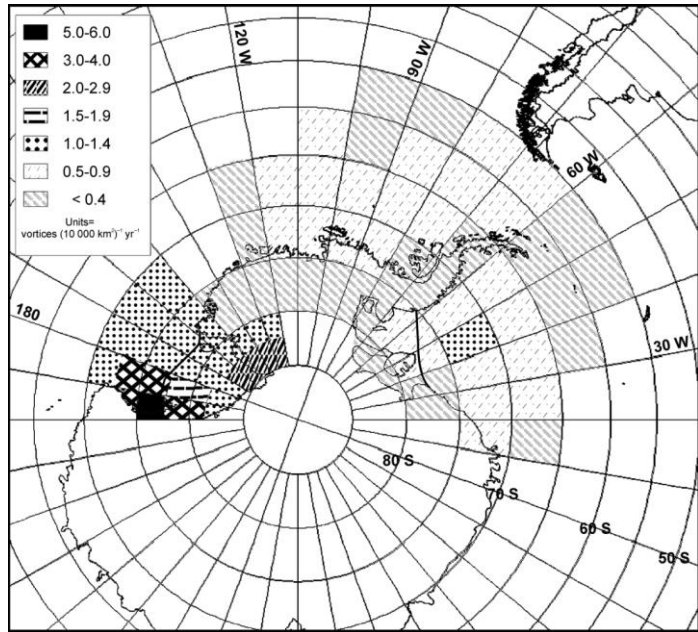 5.0-6.0
3.0-4.0
2.0-2.9
1.5-1.9
1.0-1.4
0.5-0.9
< 0.4
Units=
vortices (10 000 km²)⁻¹ yr⁻¹
120 W
90 W
60 W
180
30 W
80 S
70 S
60 S
50 S